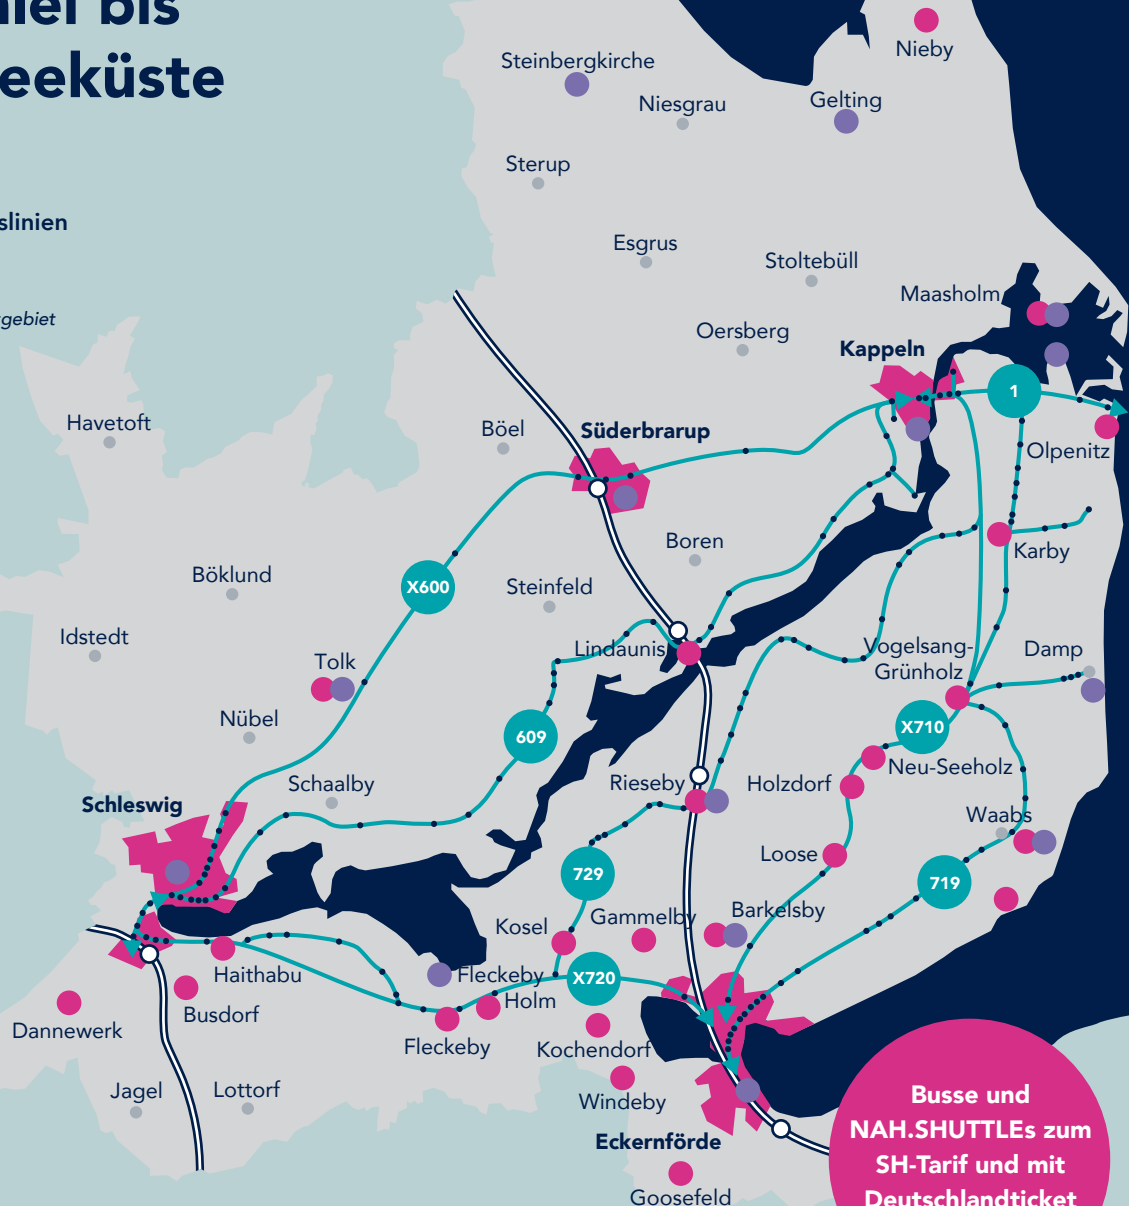 bis
eeküste
slinien
gebiet
Nieby
Steinbergkirche
Niesgrau
Gelting
Sterup
Esgrus
Stoltebüll
Maasholm
Oersberg
Kappeln
1
Havetoft
Böel
Süderbrarup
Olpenitz
Boren
Karby
Böklund
X600
Steinfeld
Idstedt
Lindaunis
Vogelsang-
Grünholz
Damp
Tolk
Nübel
609
X710
Neu-Seeholz
Schaalby
Rieseby
Holzdorf
Schleswig
Waabs
Loose
729
719
Kosel
Gammelby
Barkelsby
Haithabu
Fleckeby
X720
Holm
Busdorf
Dannewerk
Fleckeby
Kochendorf
Jagel
Lottorf
Windeby
Eckernförde
Goosefeld
Busse und
NAH.SHUTTLEs zum
SH-Tarif und mit
Deutschlandticket